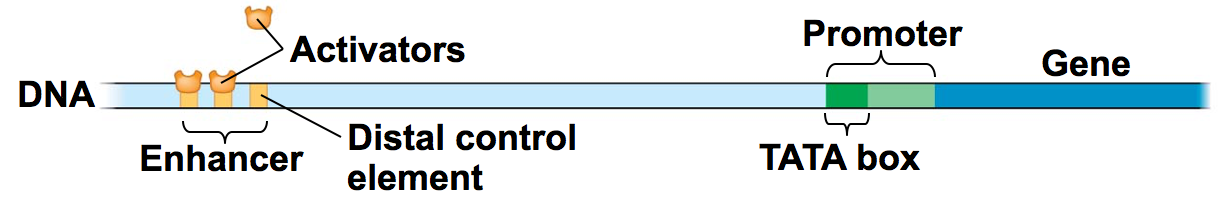 Activators
Promoter
Gene
DNA
Enhancer
Distal control
element
TATA box